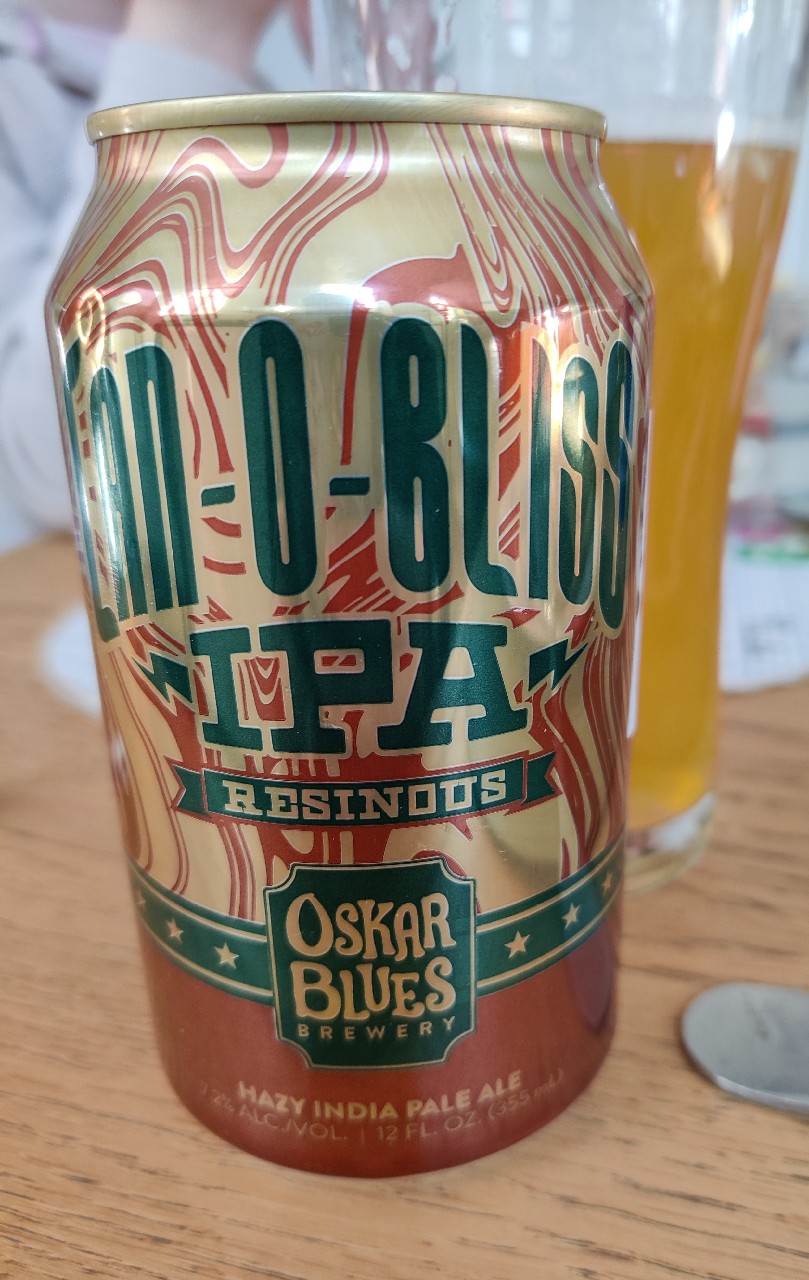 CAN-O-BLISS
IPA
RESINOUS
OSKAR
BLUES
BREWERY
HAZY INDIA PALE ALE
7.2% ALC./VOL. | 12 FL. OZ. (355 mL)